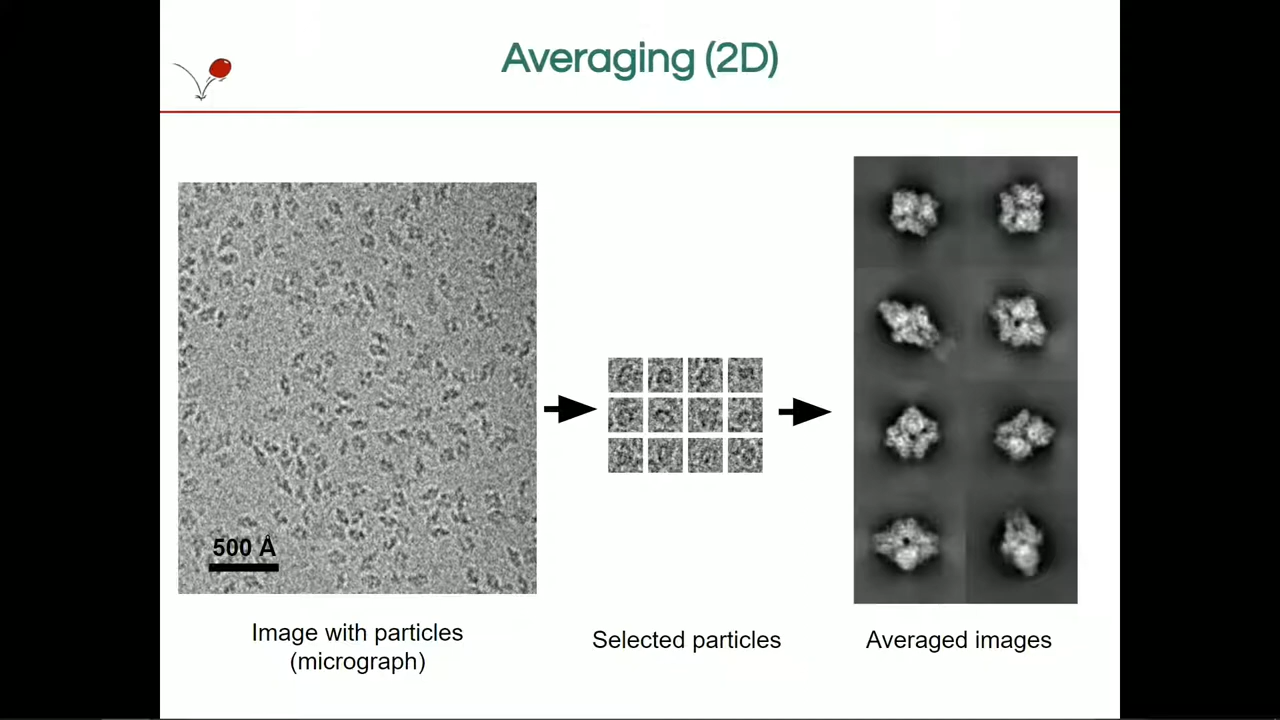 Averaging (2D)
500 Å
Image with particles
(micrograph)
Selected particles
Averaged images